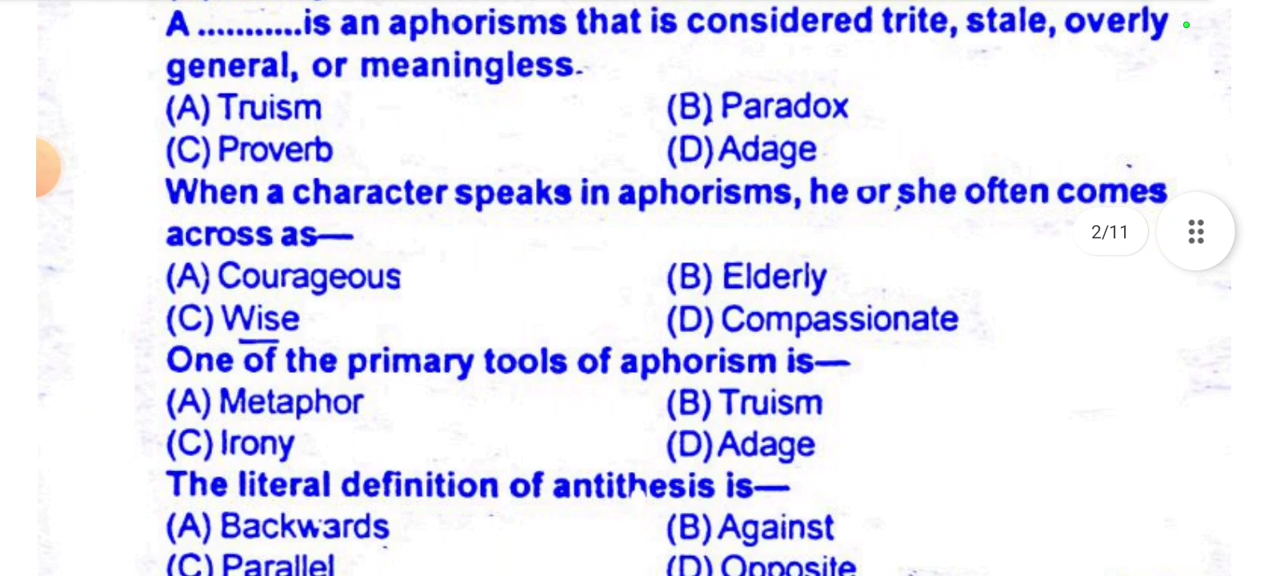 A ...........is an aphorisms that is considered trite, stale, overly
general, or meaningless.
(A) Truism (B) Paradox
(C) Proverb (D) Adage
When a character speaks in aphorisms, he or she often comes
across as—
2/11
(A) Courageous (B) Elderly
(C) Wise (D) Compassionate
One of the primary tools of aphorism is—
(A) Metaphor (B) Truism
(C) Irony (D) Adage
The literal definition of antithesis is—
(A) Backwards (B) Against
(C) Parallel (D) Opposite